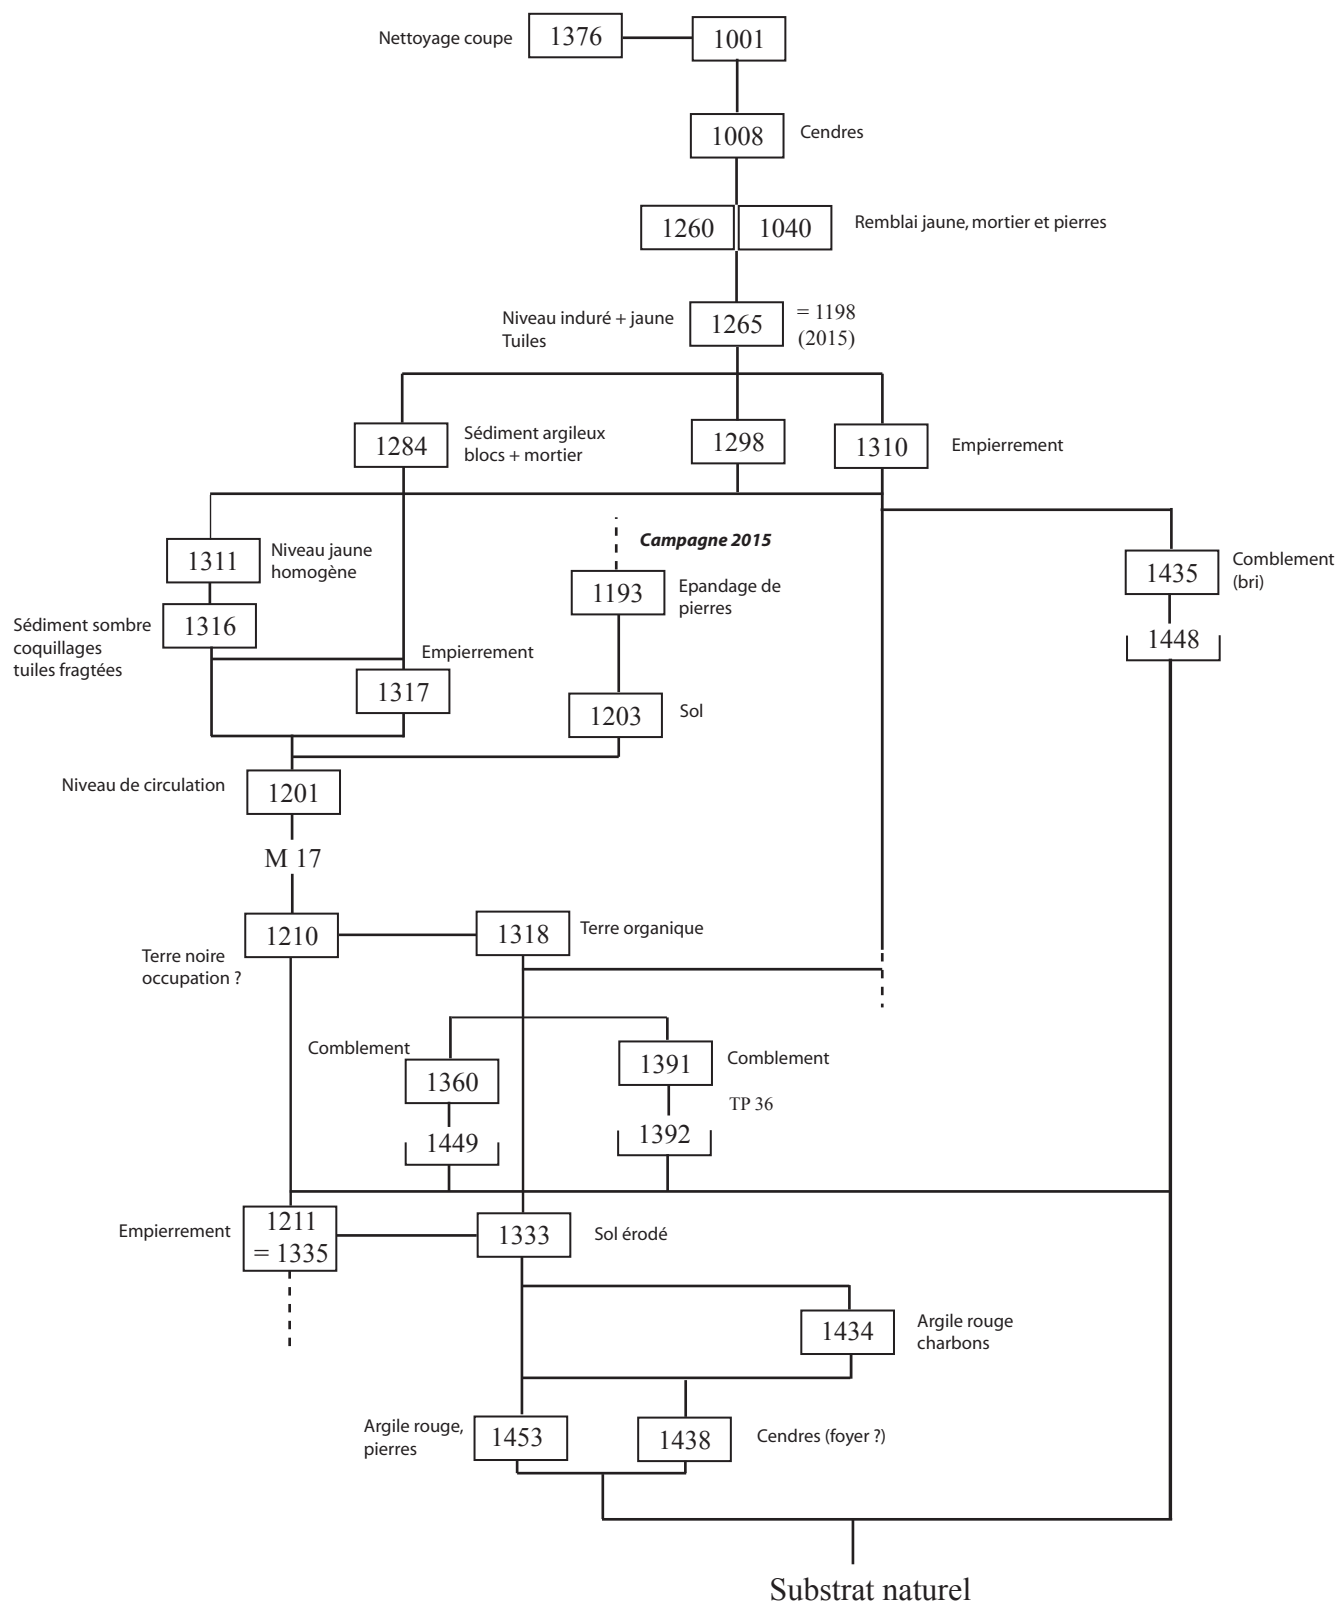 Nettoyage coupe
1376
1001
1008
Cendres
1260
1040
Remblai jaune, mortier et pierres
Niveau induré + jaune
Tuiles
1265
= 1198
(2015)
1284
Sédiment argileux
blocs + mortier
1298
1310
Empierrement
1311
Niveau jaune
homogène
Campagne 2015
1193
Epandage de
pierres
1435
Comblement
(bri)
Sédiment sombre
coquillages
tuiles fragtées
1316
1448
Empierrement
1317
1203
Sol
Niveau de circulation
1201
M 17
1210
1318
Terre organique
Terre noire
occupation ?
Comblement
1360
1391
Comblement
TP 36
1449
1392
Empierrement
1211
= 1335
1333
Sol érodé
1434
Argile rouge
charbons
Argile rouge,
pierres
1453
1438
Cendres (foyer ?)
Substrat naturel